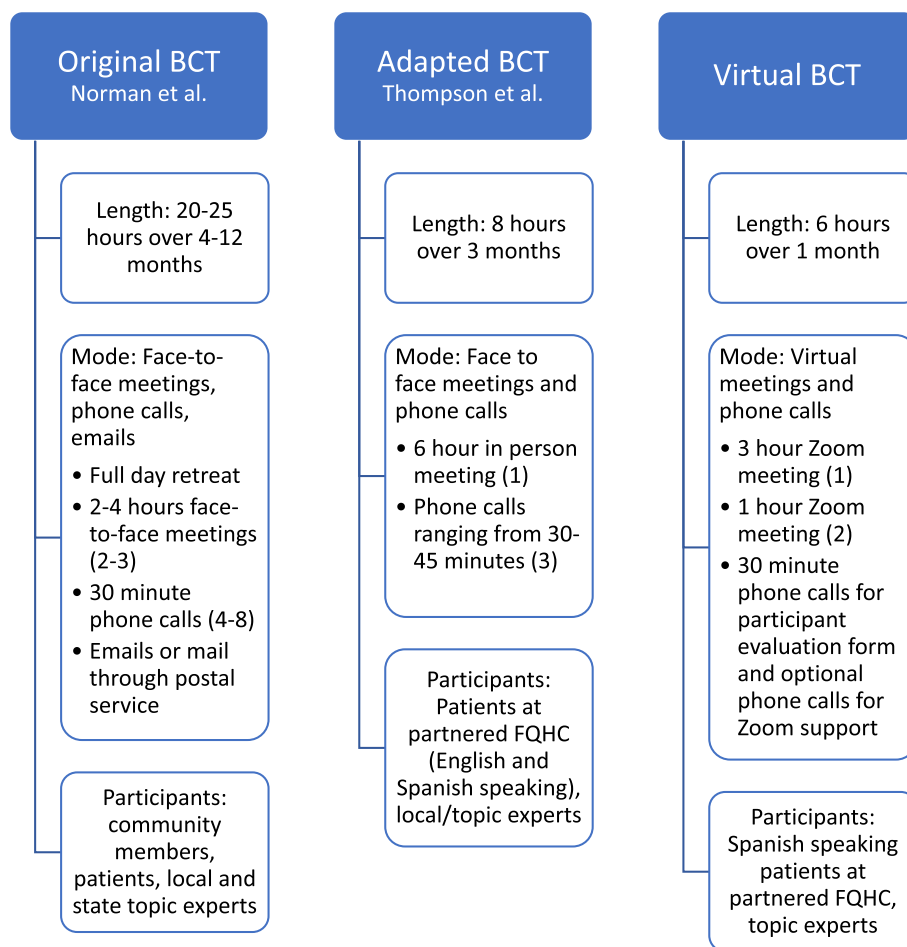 Original BCT
Norman et al.
Length: 20-25
hours over 4-12
months
Mode: Face-to-
face meetings,
phone calls,
emails
• Full day retreat
• 2-4 hours face-
to-face meetings
(2-3)
• 30 minute
phone calls (4-8)
• Emails or mail
through postal
service
Participants:
community
members,
patients, local and
state topic experts
Adapted BCT
Thompson et al.
Length: 8 hours
over 3 months
Mode: Face to
face meetings and
phone calls
• 6 hour in person
meeting (1)
• Phone calls
ranging from 30-
45 minutes (3)
Participants:
Patients at
partnered FQHC
(English and
Spanish speaking),
local/topic experts
Virtual BCT
Length: 6 hours
over 1 month
Mode: Virtual
meetings and
phone calls
• 3 hour Zoom
meeting (1)
• 1 hour Zoom
meeting (2)
• 30 minute
phone calls for
participant
evaluation form
and optional
phone calls for
Zoom support
Participants:
Spanish speaking
patients at
partnered FQHC,
topic experts